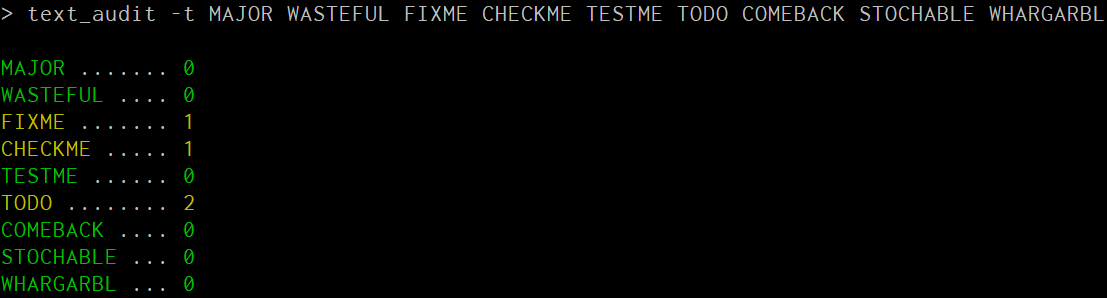 > text_audit -t MAJOR WASTEFUL FIXME CHECKME TESTME TODO COMEBACK STOCHABLE WHARGARBL
MAJOR ....... 0
WASTEFUL .... 0
FIXME ....... 1
CHECKME ..... 1
TESTME ...... 0
TODO ........ 2
COMEBACK .... 0
STOCHABLE ... 0
WHARGARBL ... 0